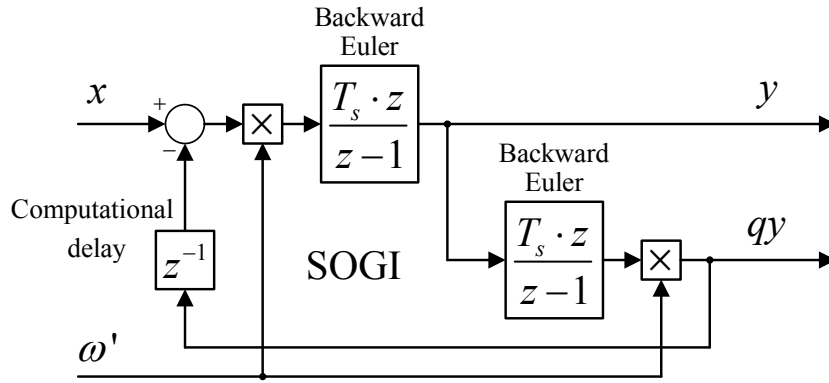 Backward
Euler
x
+
−
×
T_s · z
z − 1
y
Backward
Euler
Computational
delay
z^{-1}
SOGI
T_s · z
z − 1
×
qy
ω'